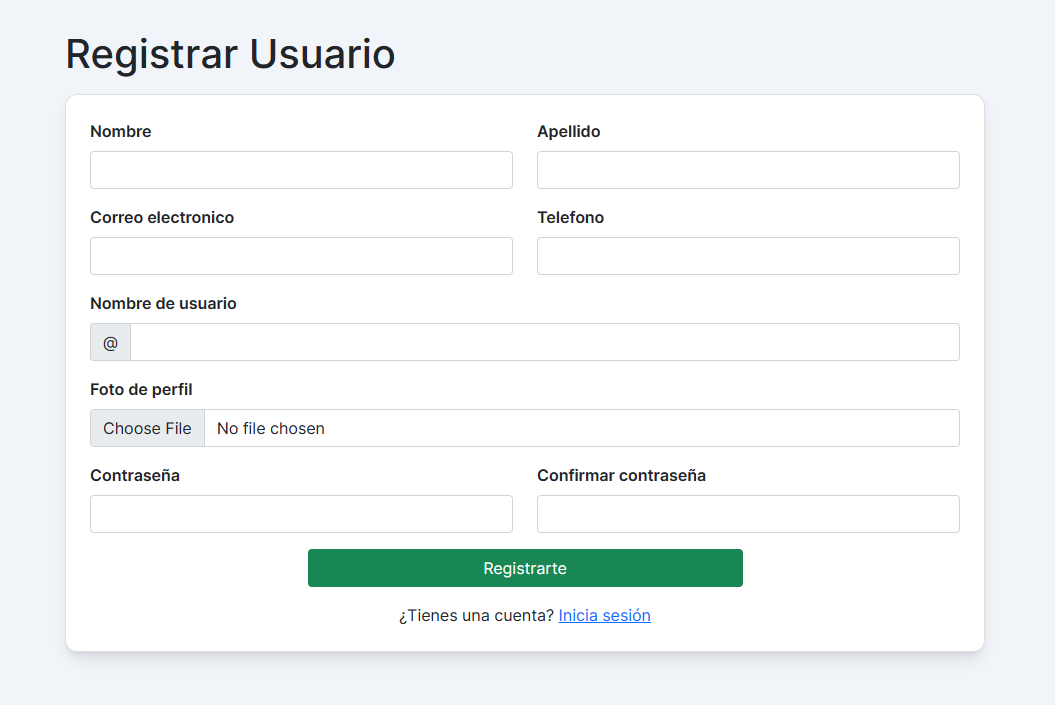 Registrar Usuario
Nombre
Apellido
Correo electronico
Telefono
Nombre de usuario
@
Foto de perfil
Choose File No file chosen
Contraseña
Confirmar contraseña
Registrarte
¿Tienes una cuenta? Inicia sesión